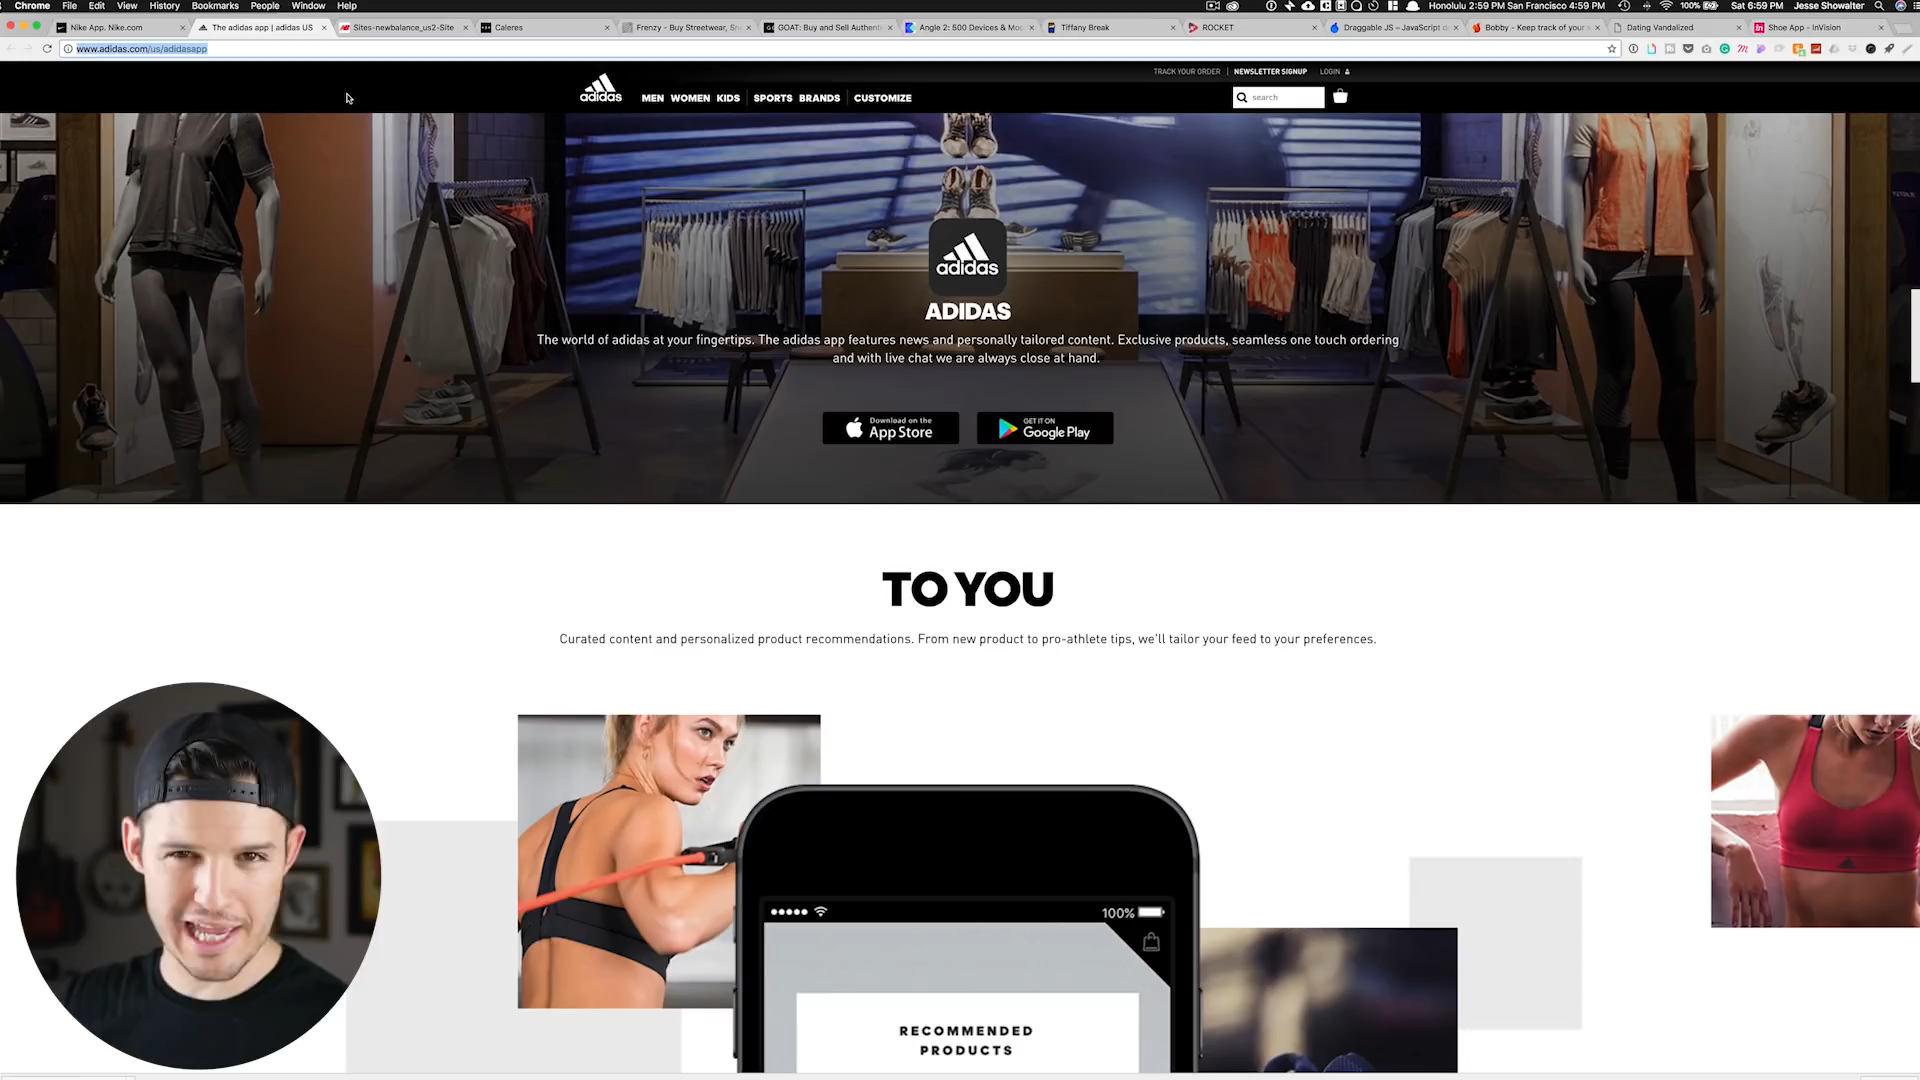 Chrome File Edit View History Bookmarks People Window Help
Honolulu 2:59 PM San Francisco 4:59 PM 100% Sat 6:59 PM Jesse Showalter
Nike App. Nike.com
The adidas app | adidas US
Sites-newbalance_us2-Site
Caleres
Frenzy - Buy Streetwear, Sn
GOAT: Buy and Sell Authenti
Angle 2: 500 Devices & Moc
Tiffany Break
ROCKET
Draggable JS – JavaScript d
Bobby - Keep track of your s
Dating Vandalized
Shoe App - InVision
www.adidas.com/us/adidasapp
TRACK YOUR ORDER | NEWSLETTER SIGNUP LOGIN
adidas
MEN WOMEN KIDS SPORTS BRANDS CUSTOMIZE
search
adidas
ADIDAS
The world of adidas at your fingertips. The adidas app features news and personally tailored content. Exclusive products, seamless one touch ordering
and with live chat we are always close at hand.
Download on the
App Store
GET IT ON
Google Play
TO YOU
Curated content and personalized product recommendations. From new product to pro-athlete tips, we'll tailor your feed to your preferences.
100%
RECOMMENDED
PRODUCTS